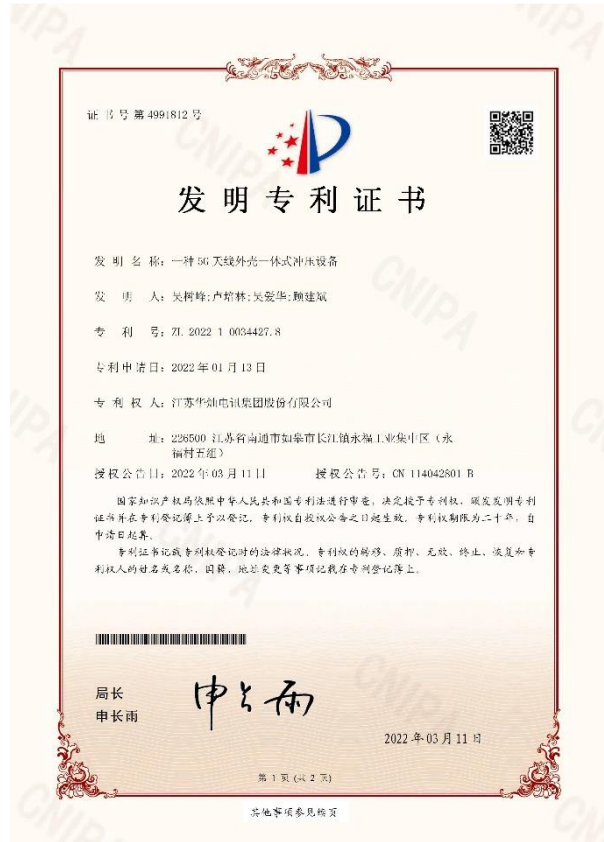 证书号第4991812号
发明专利证书
发明名称：一种5G天线外壳一体式冲压设备
发明人：吴树峰;卢培林;吴爱华;顾建斌
专利号：ZL 2022 1 0034427.8
专利申请日：2022年01月13日
专利权人：江苏华灿电讯集团股份有限公司
地址：226500 江苏省南通市如皋市长江镇永福工业集中区（永
福村五组）
授权公告日：2022年03月11日 授权公告号：CN 114042801 B
国家知识产权局依照中华人民共和国专利法进行审查，决定授予专利权，颁发发明专利
证书并在专利登记簿上予以登记。专利权自授权公告之日起生效。专利权期限为二十年，自
申请日起算。
专利证书记载专利权登记时的法律状况。专利权的转移、质押、无效、终止、恢复和专
利权人的姓名或名称、国籍、地址变更等事项记载在专利登记簿上。
局长
申长雨
申长雨
2022年03月11日
第 1 页 (共 2 页)
其他事项参见续页
CNIPA